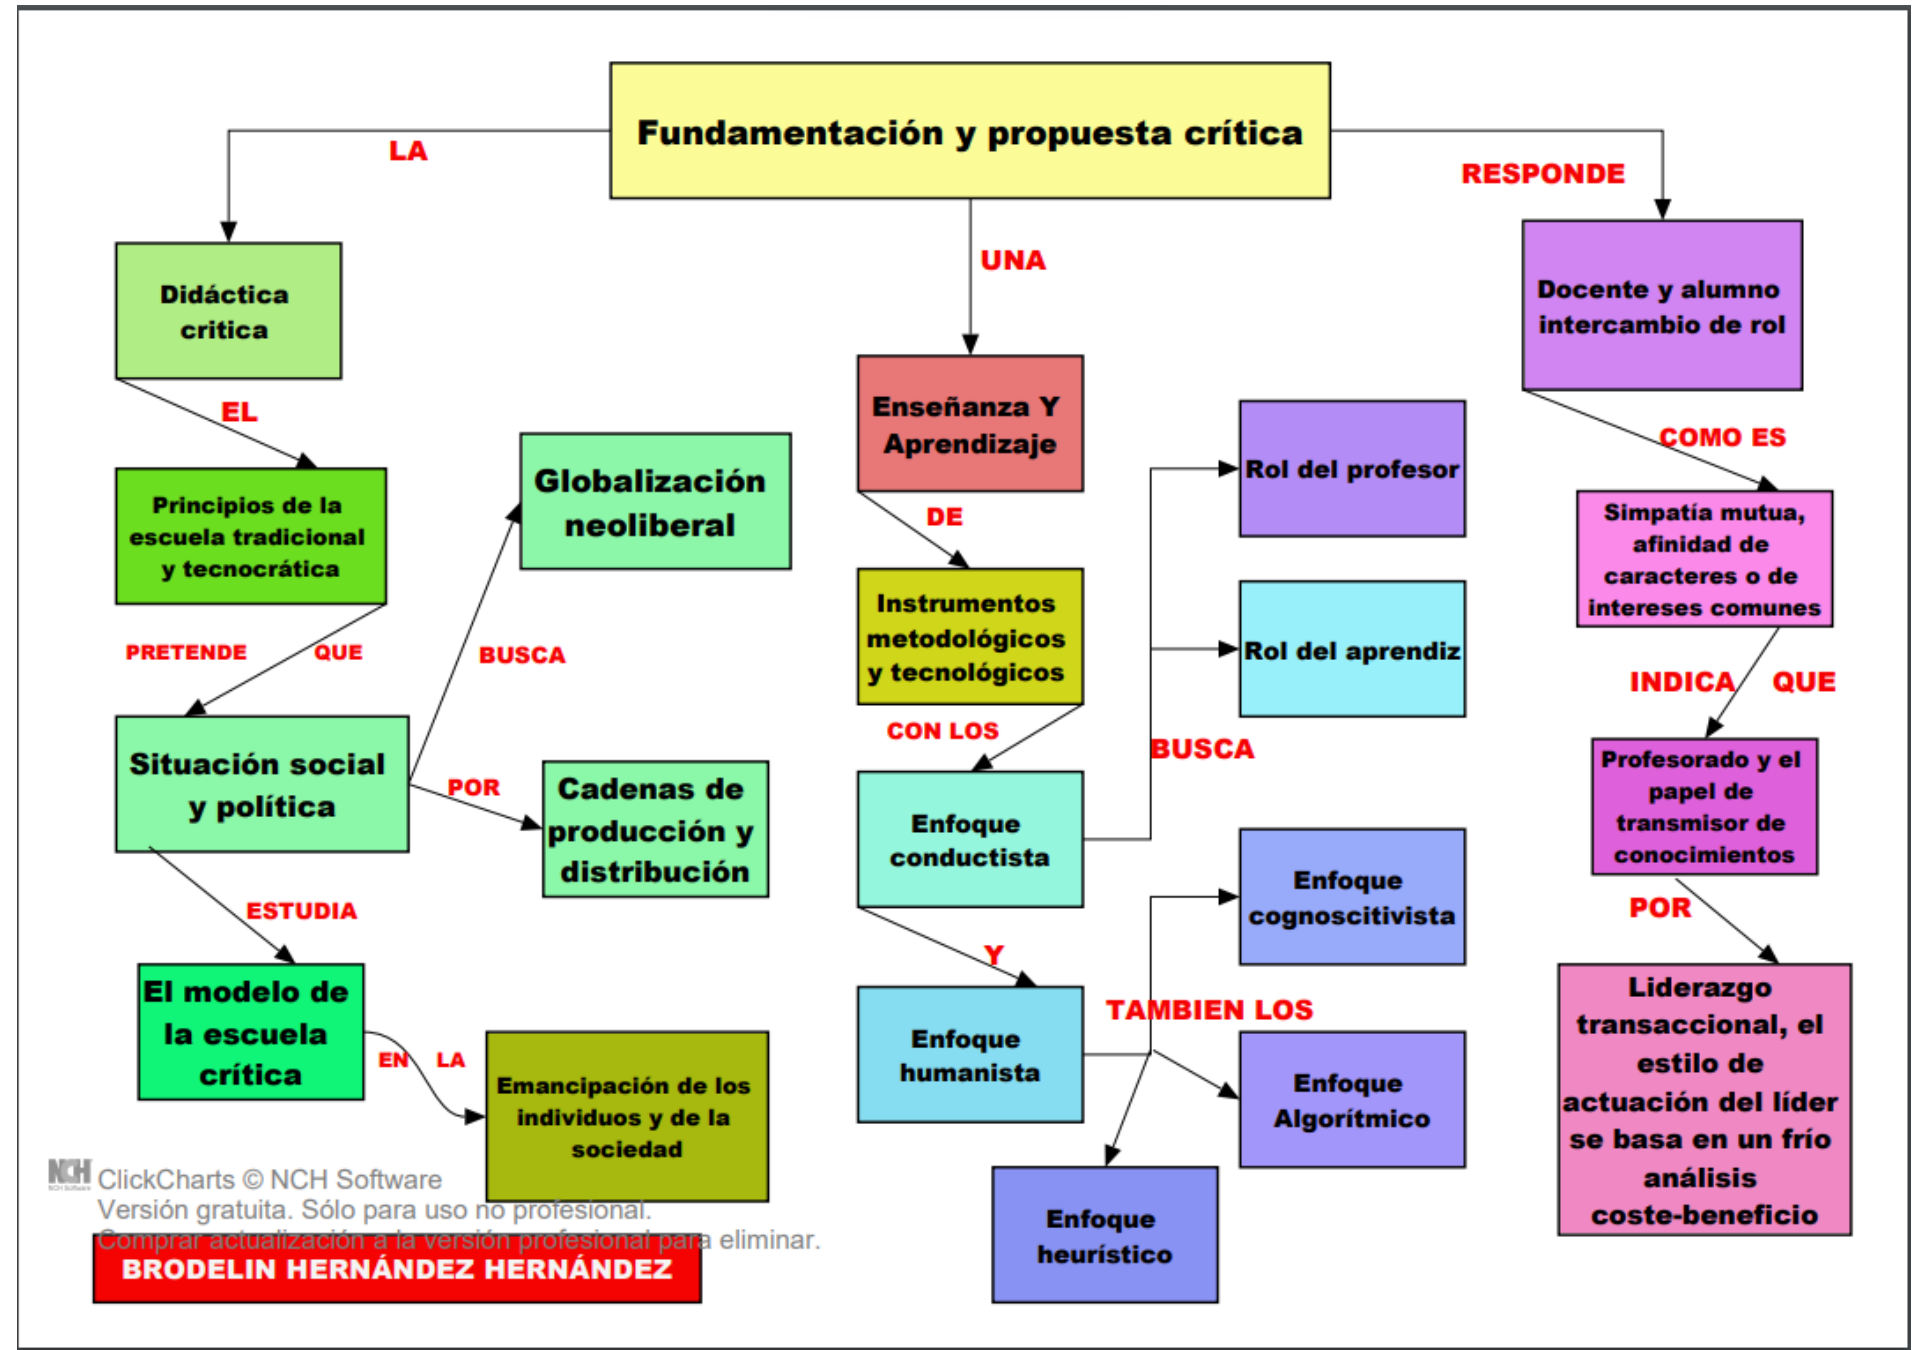 Fundamentación y propuesta crítica
LA
UNA
RESPONDE
Didáctica
critica
EL
Principios de la
escuela tradicional
y tecnocrática
PRETENDE QUE
Situación social
y política
BUSCA
Globalización
neoliberal
POR
Cadenas de
producción y
distribución
ESTUDIA
El modelo de
la escuela
crítica
EN LA
Emancipación de los
individuos y de la
sociedad
Enseñanza Y
Aprendizaje
DE
Instrumentos
metodológicos
y tecnológicos
CON LOS
Enfoque
conductista
BUSCA
Rol del profesor
Rol del aprendiz
Y
Enfoque
humanista
TAMBIEN LOS
Enfoque
cognoscitivista
Enfoque
Algorítmico
Enfoque
heurístico
Docente y alumno
intercambio de rol
COMO ES
Simpatía mutua,
afinidad de
caracteres o de
intereses comunes
INDICA QUE
Profesorado y el
papel de
transmisor de
conocimientos
POR
Liderazgo
transaccional, el
estilo de
actuación del líder
se basa en un frío
análisis
coste-beneficio
NCH
NCH Software
ClickCharts © NCH Software
Versión gratuita. Sólo para uso no profesional.
Comprar actualización a la versión profesional para eliminar.
BRODELIN HERNÁNDEZ HERNÁNDEZ